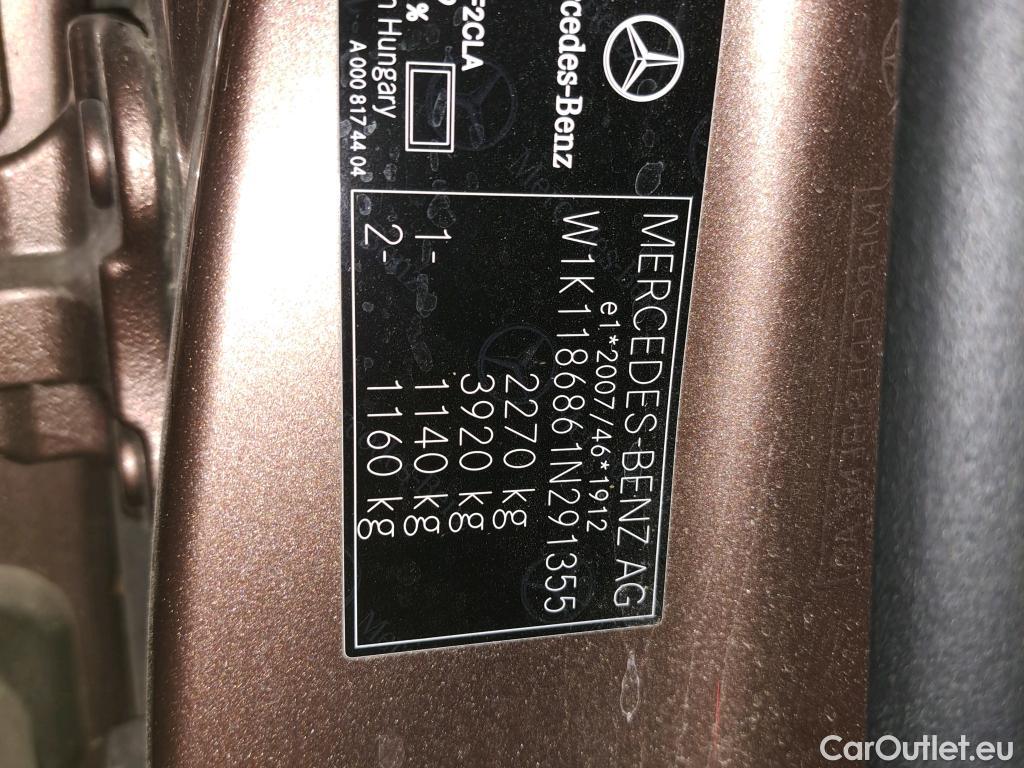 Mercedes-Benz
F2CLA
%
n Hungary
A 000 817 44 04
MERCEDES-BENZ AG
e1*2007/46*1912
W1K1186861N291355
2270 kg
3920 kg
1- 1140 kg
2- 1160 kg
CarOutlet.eu